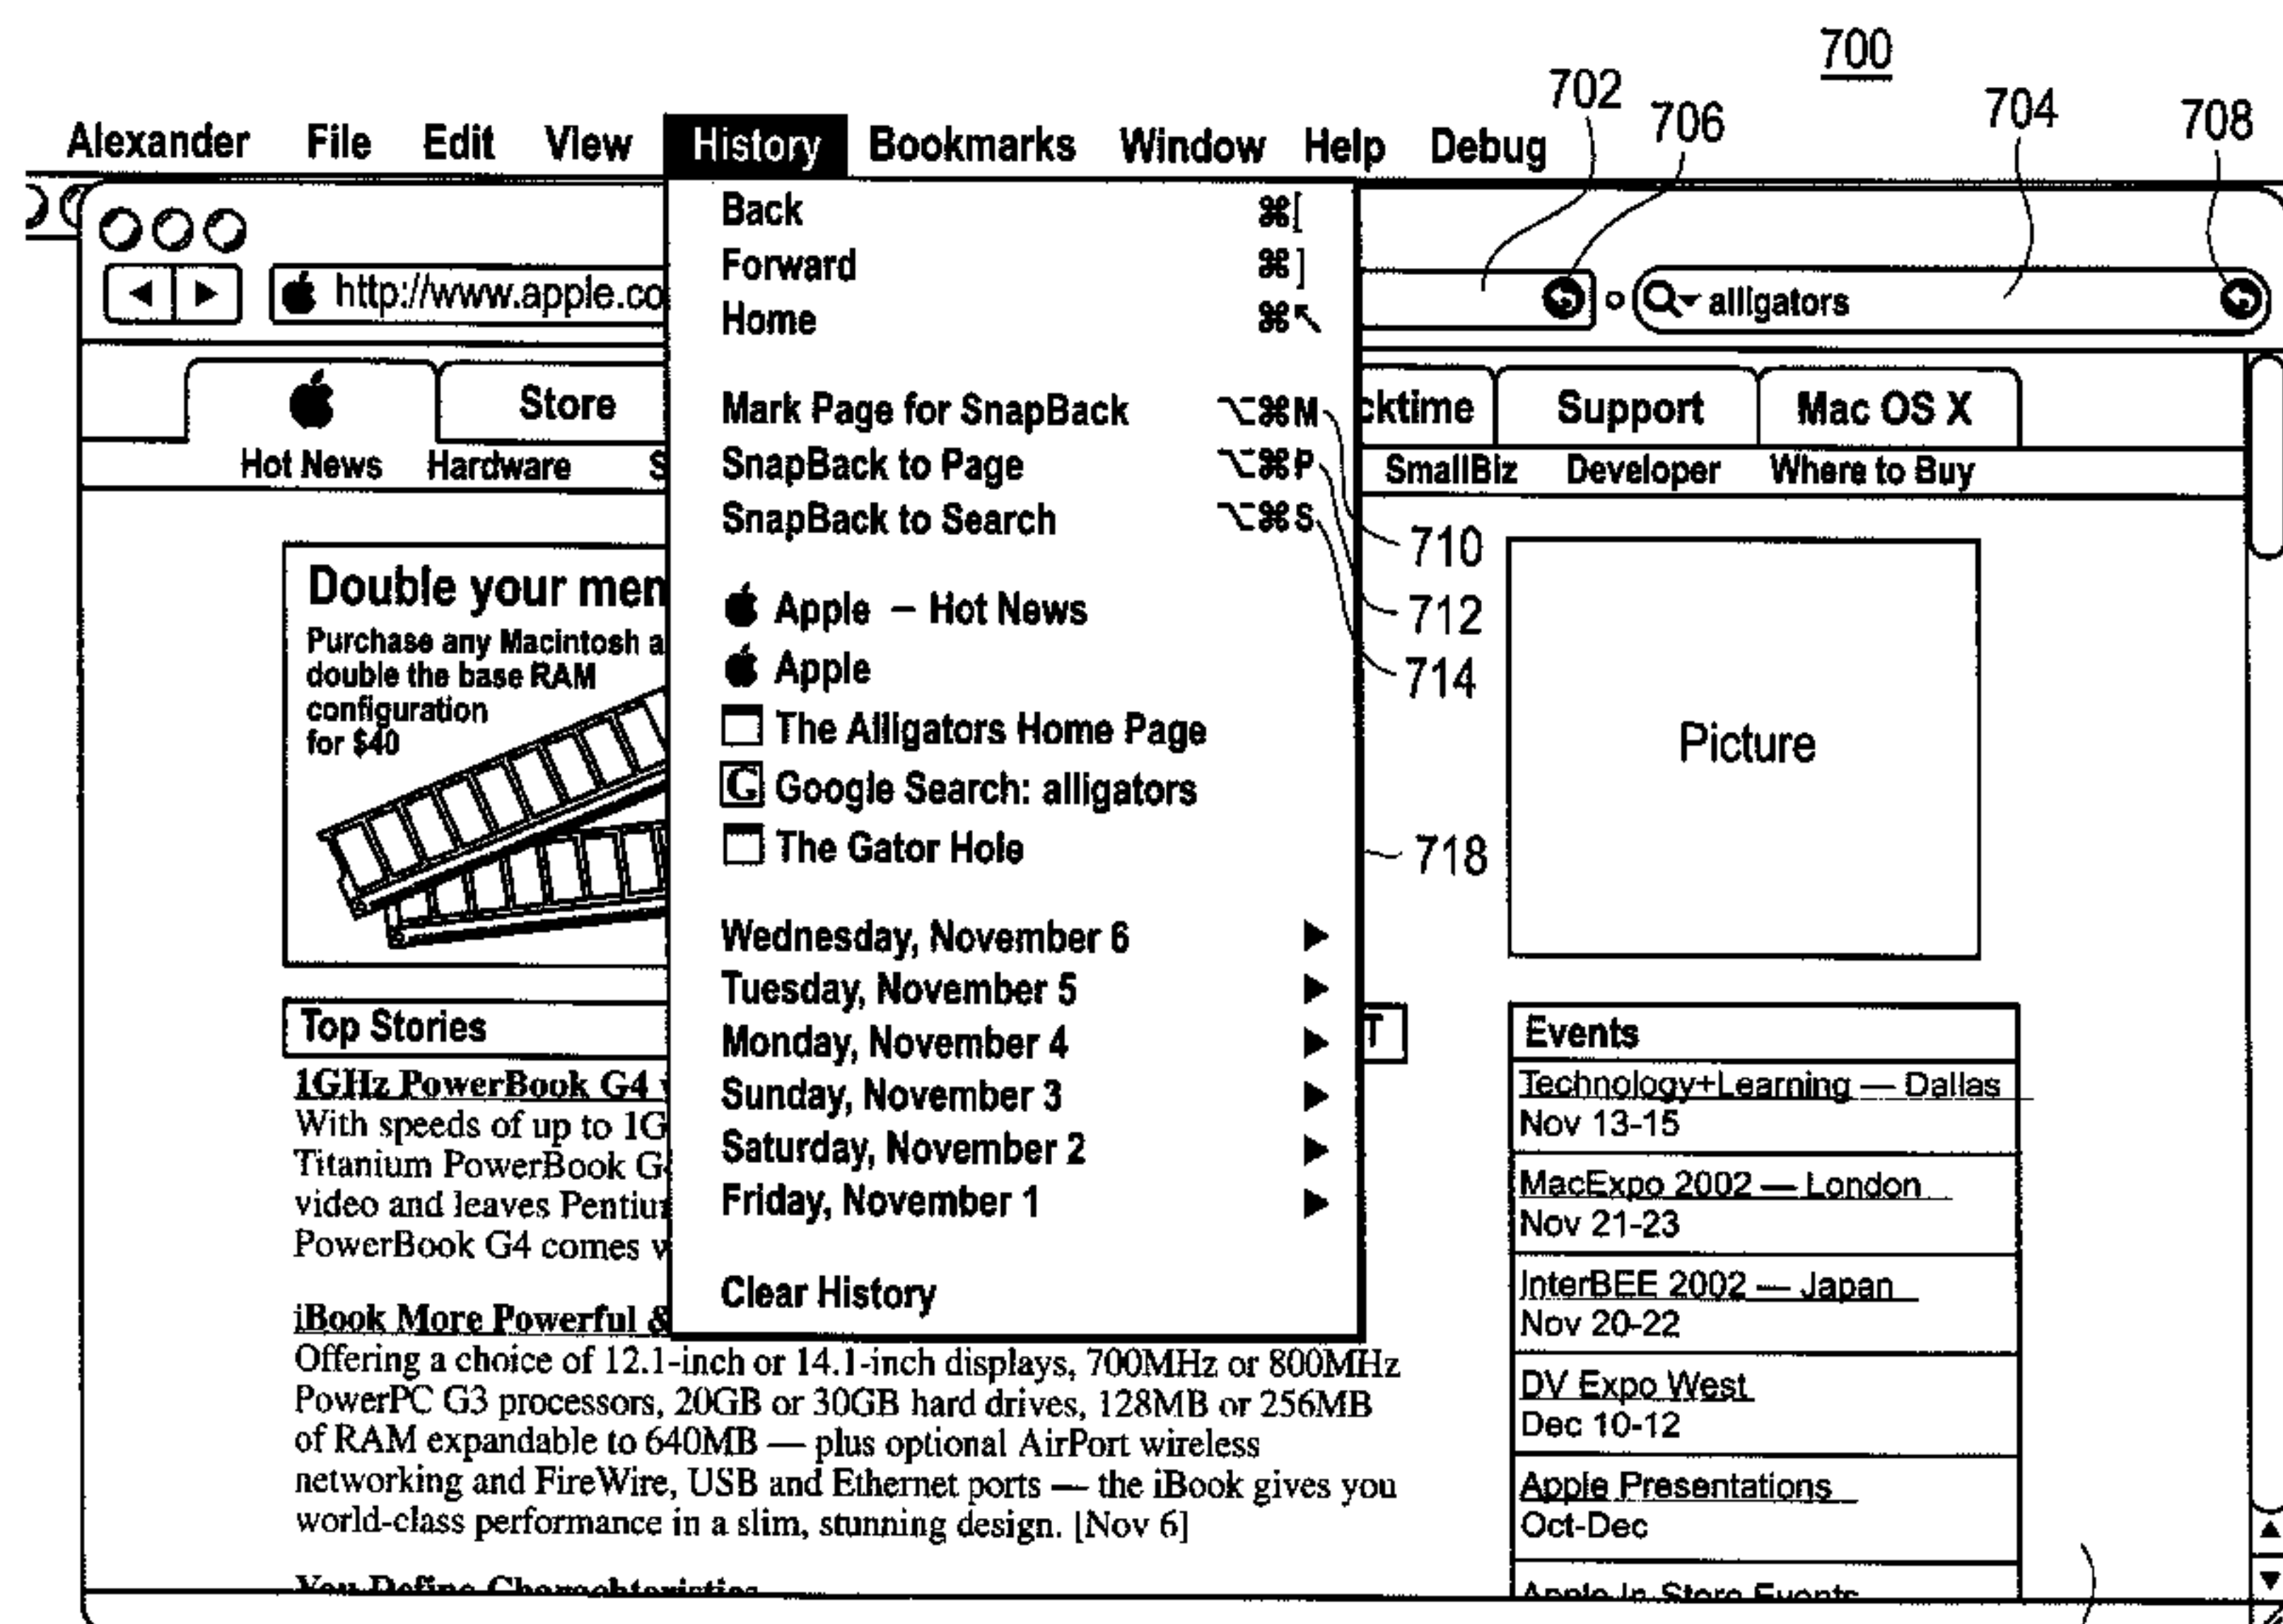 700
702 706 704 708
Alexander File Edit View History Bookmarks Window Help Debug
Back ⌘[
Forward ⌘]
Home ⌘↖
http://www.apple.co
alligators
Store
Support Mac OS X
Hot News Hardware S
SmallBiz Developer Where to Buy
Mark Page for SnapBack ⌥⌘M
SnapBack to Page ⌥⌘P
SnapBack to Search ⌥⌘S
710
712
714
Apple – Hot News
Apple
The Alligators Home Page
G Google Search: alligators
The Gator Hole
718
Wednesday, November 6
Tuesday, November 5
Monday, November 4
Sunday, November 3
Saturday, November 2
Friday, November 1
Clear History
Double your
Purchase any Macintosh a
double the base RAM
configuration
for $40
Picture
Top Stories
T
1GHz PowerBook G4
With speeds of up to 1G
Titanium PowerBook G
video and leaves
PowerBook G4 comes
iBook More Powerful &
Offering a choice of 12.1-inch or 14.1-inch displays, 700MHz or 800MHz
PowerPC G3 processors, 20GB or 30GB hard drives, 128MB or 256MB
of RAM expandable to 640MB — plus optional AirPort wireless
networking and FireWire, USB and Ethernet ports — the iBook gives you
world-class performance in a slim, stunning design. [Nov 6]
Events
Technology+Learning — Dallas
Nov 13-15
MacExpo 2002 — London
Nov 21-23
InterBEE 2002 — Japan
Nov 20-22
DV Expo West
Dec 10-12
Apple Presentations
Oct-Dec
Apple In-Store Events